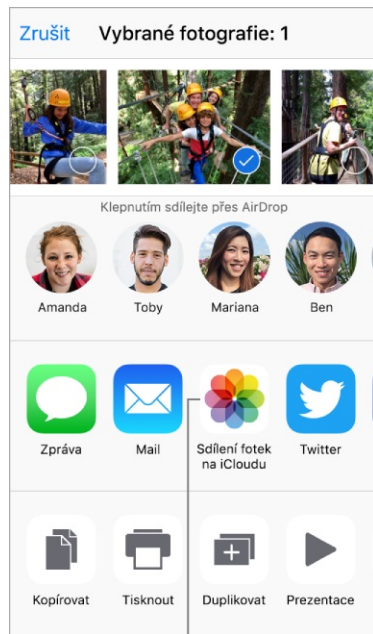 Zrušit Vybrané fotografie: 1
Klepnutím sdílejte přes AirDrop
Amanda Toby Mariana Ben
Zpráva Mail Sdílení fotek Twitter
na iCloudu
Kopírovat Tisknout Duplikovat Prezentace